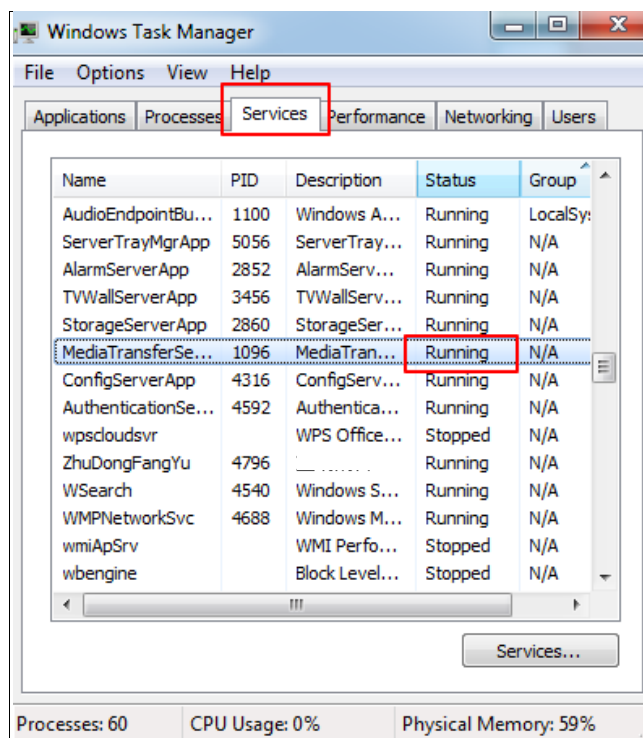 Windows Task Manager
File Options View Help
Applications Processes Services Performance Networking Users
Name PID Description Status Group
AudioEndpointBu... 1100 Windows A... Running LocalSy
ServerTrayMgrApp 5056 ServerTray... Running N/A
AlarmServerApp 2852 AlarmServ... Running N/A
TVWallServerApp 3456 TVWallServ... Running N/A
StorageServerApp 2860 StorageSer... Running N/A
MediaTransferSe... 1096 MediaTran... Running N/A
ConfigServerApp 4316 ConfigServ... Running N/A
AuthenticationSe... 4592 Authentica... Running N/A
wpscloudsvr WPS Office... Stopped N/A
ZhuDongFangYu 4796 Running N/A
WSearch 4540 Windows S... Running N/A
WMPNetworkSvc 4688 Windows M... Running N/A
wmiApSrv WMI Perfo... Stopped N/A
wbengine Block Level... Stopped N/A
Services...
Processes: 60 CPU Usage: 0% Physical Memory: 59%